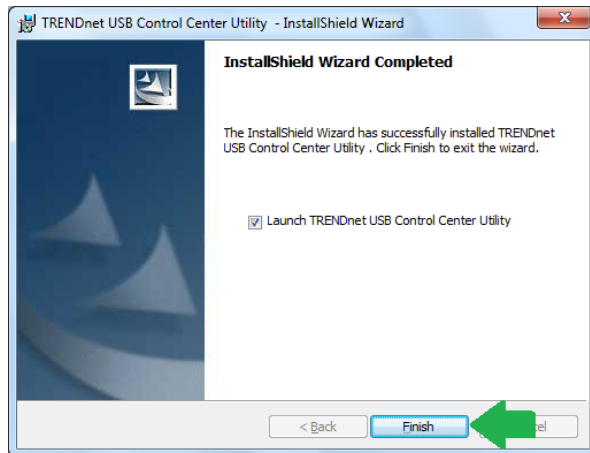 TRENDnet USB Control Center Utility - InstallShield Wizard
InstallShield Wizard Completed
The InstallShield Wizard has successfully installed TRENDnet
USB Control Center Utility . Click Finish to exit the wizard.
Launch TRENDnet USB Control Center Utility
< Back
Finish